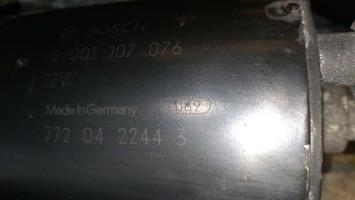 BOSCH
0 001 107 076
12V
Made in Germany
772 04 2244 3